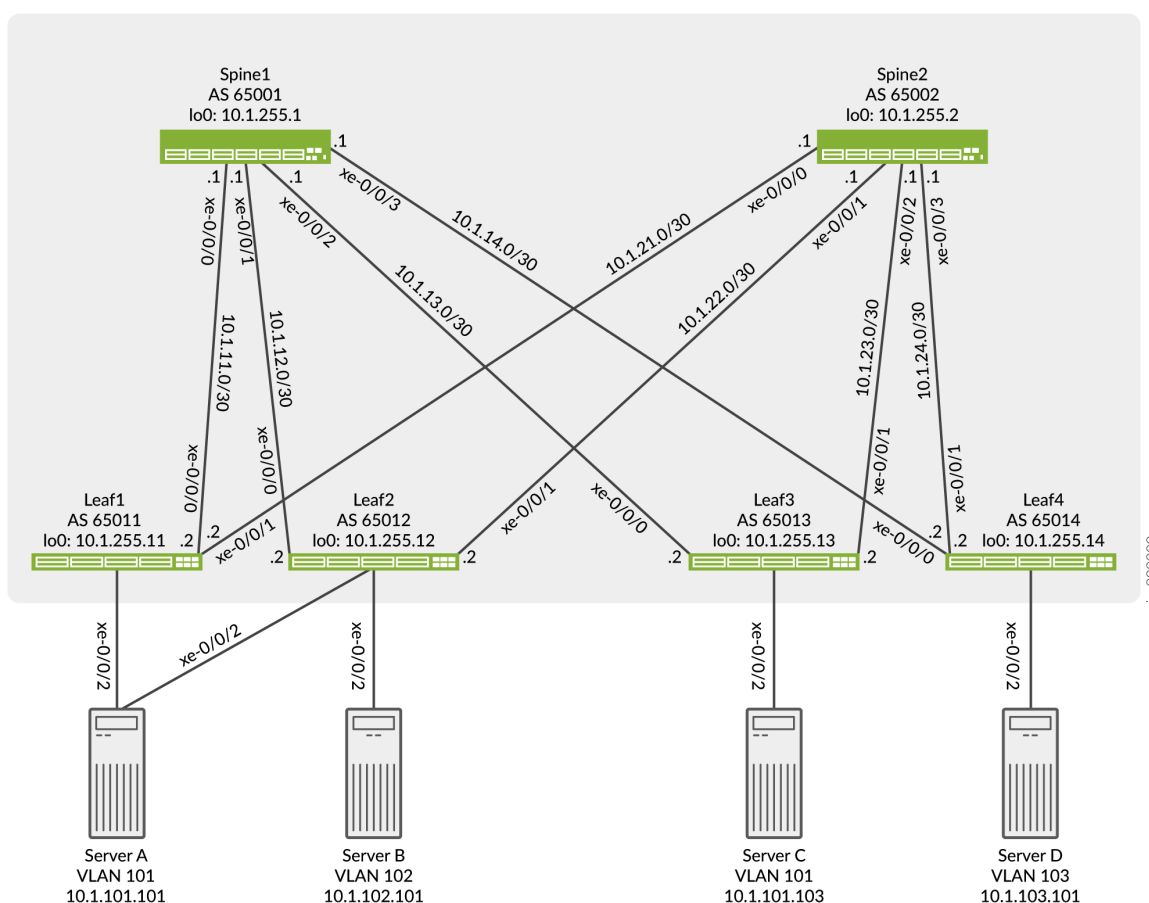 Spine1
AS 65001
lo0: 10.1.255.1
Spine2
AS 65002
lo0: 10.1.255.2
.1
.1
.1
.1
.1
.1
.1
.1
xe-0/0/0
xe-0/0/1
xe-0/0/2
xe-0/0/3
xe-0/0/0
xe-0/0/1
xe-0/0/2
xe-0/0/3
10.1.11.0/30
10.1.12.0/30
10.1.13.0/30
10.1.14.0/30
10.1.21.0/30
10.1.22.0/30
10.1.23.0/30
10.1.24.0/30
xe-0/0/0
xe-0/0/1
xe-0/0/0
xe-0/0/1
xe-0/0/0
xe-0/0/1
xe-0/0/0
xe-0/0/1
Leaf1
AS 65011
lo0: 10.1.255.11
Leaf2
AS 65012
lo0: 10.1.255.12
Leaf3
AS 65013
lo0: 10.1.255.13
Leaf4
AS 65014
lo0: 10.1.255.14
.2
.2
.2
.2
.2
.2
.2
.2
xe-0/0/2
xe-0/0/2
xe-0/0/2
xe-0/0/2
xe-0/0/2
Server A
VLAN 101
10.1.101.101
Server B
VLAN 102
10.1.102.101
Server C
VLAN 101
10.1.101.103
Server D
VLAN 103
10.1.103.101